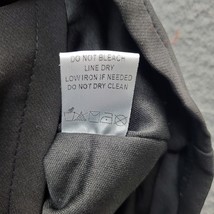 DO NOT BLEACH
LINE DRY
LOW IRON IF NEEDED
DO NOT DRY CLEAN